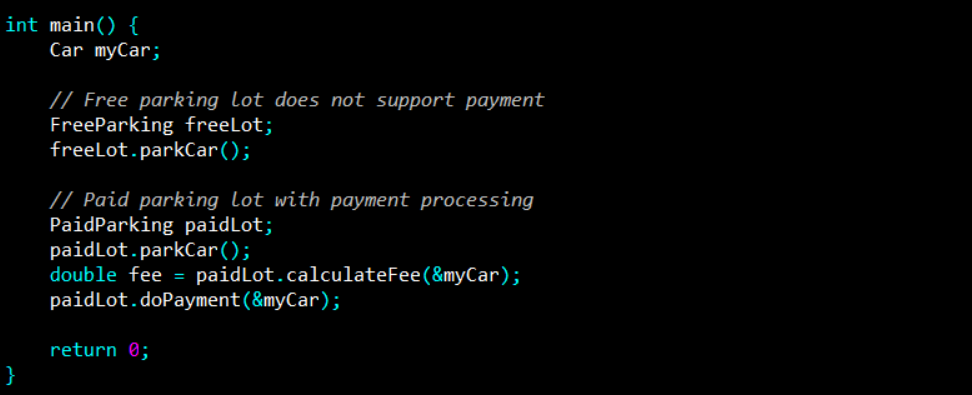 int main() {
    Car myCar;

    // Free parking lot does not support payment
    FreeParking freeLot;
    freeLot.parkCar();

    // Paid parking lot with payment processing
    PaidParking paidLot;
    paidLot.parkCar();
    double fee = paidLot.calculateFee(&myCar);
    paidLot.doPayment(&myCar);

    return 0;
}